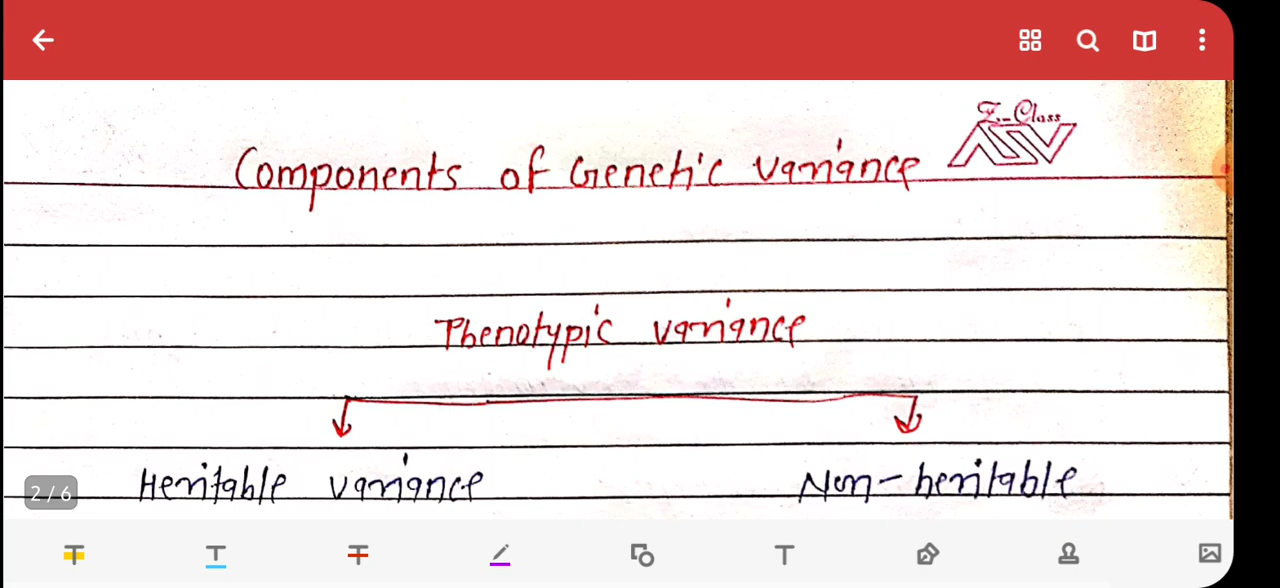 E-Class
Components of Genetic variance
Phenotypic variance
Heritable variance Non-heritable
2/6
T T T T